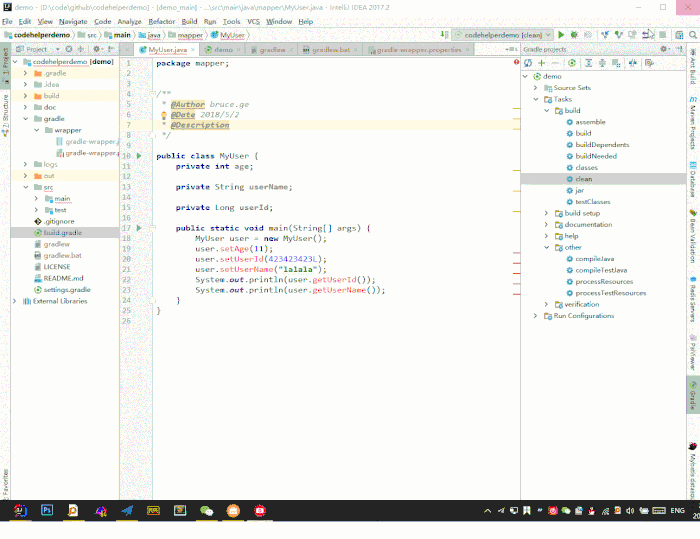 demo - [D:\code\github\codehelperdemo] - [demo_main] - ...\src\main\java\mapper\MyUser.java - IntelliJ IDEA 2017.2
File Edit View Navigate Code Analyze Refactor Build Run Tools VCS Window Help
codehelperdemo src main java mapper MyUser
codehelperdemo [clean]
Project
MyUser.java demo gradlew gradlew.bat gradle-wrapper.properties
Gradle projects
1: Project
Z: Structure
2: Favorites
codehelperdemo [demo]
.gradle
.idea
build
doc
gradle
wrapper
gradle-wrapper.j
gradle-wrapper.p
logs
out
src
main
test
.gitignore
build.gradle
gradlew
gradlew.bat
LICENSE
README.md
settings.gradle
External Libraries
1 package mapper;
2
3
4 /**
5 * @Author bruce.ge
6 * @Date 2018/5/2
7 * @Description
8 */
9
10 public class MyUser {
11 private int age;
12
13 private String userName;
14
15 private Long userId;
16
17 public static void main(String[] args) {
18 MyUser user = new MyUser();
19 user.setAge(11);
20 user.setUserId(423423423L);
21 user.setUserName("lalala");
22 System.out.println(user.getUserId());
23 System.out.println(user.getUserName());
24 }
25 }
26
demo
Source Sets
Tasks
build
assemble
build
buildDependents
buildNeeded
classes
clean
jar
testClasses
build setup
documentation
help
other
compileJava
compileTestJava
processResources
processTestResources
verification
Run Configurations
Ant Build
Maven Projects
Database
Bean Validation
Redis Servers
PsiViewer
Gradle
ENG